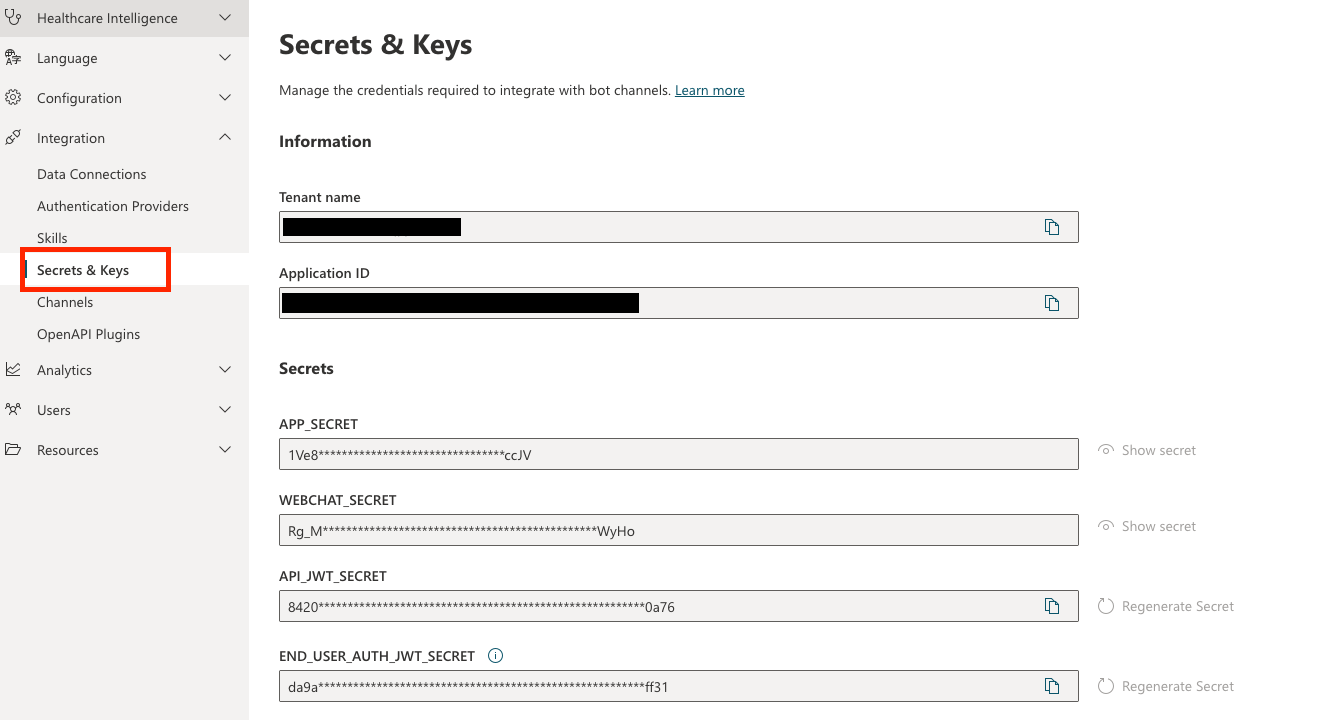 Healthcare Intelligence
Language
Configuration
Integration
Data Connections
Authentication Providers
Skills
Secrets & Keys
Channels
OpenAPI Plugins
Analytics
Users
Resources
Secrets & Keys
Manage the credentials required to integrate with bot channels. Learn more
Information
Tenant name
Application ID
Secrets
APP_SECRET
1Ve8********************************ccJV
Show secret
WEBCHAT_SECRET
Rg_M***********************************************WyHo
Show secret
API_JWT_SECRET
8420********************************************************0a76
Regenerate Secret
END_USER_AUTH_JWT_SECRET
da9a********************************************************ff31
Regenerate Secret